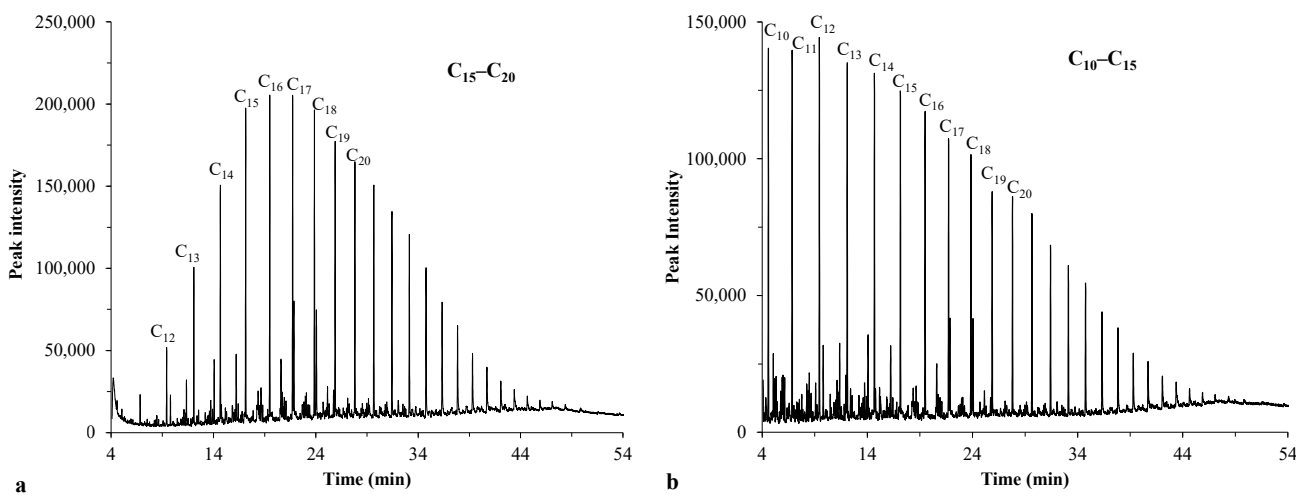 250,000
200,000
150,000
100,000
50,000
0
Peak intensity
C₁₅–C₂₀
C₁₂
C₁₃
C₁₄
C₁₅
C₁₆
C₁₇
C₁₈
C₁₉
C₂₀
4 14 24 34 44 54
Time (min)
a
150,000
100,000
50,000
0
Peak Intensity
C₁₀–C₁₅
C₁₀
C₁₁
C₁₂
C₁₃
C₁₄
C₁₅
C₁₆
C₁₇
C₁₈
C₁₉
C₂₀
4 14 24 34 44 54
Time (min)
b